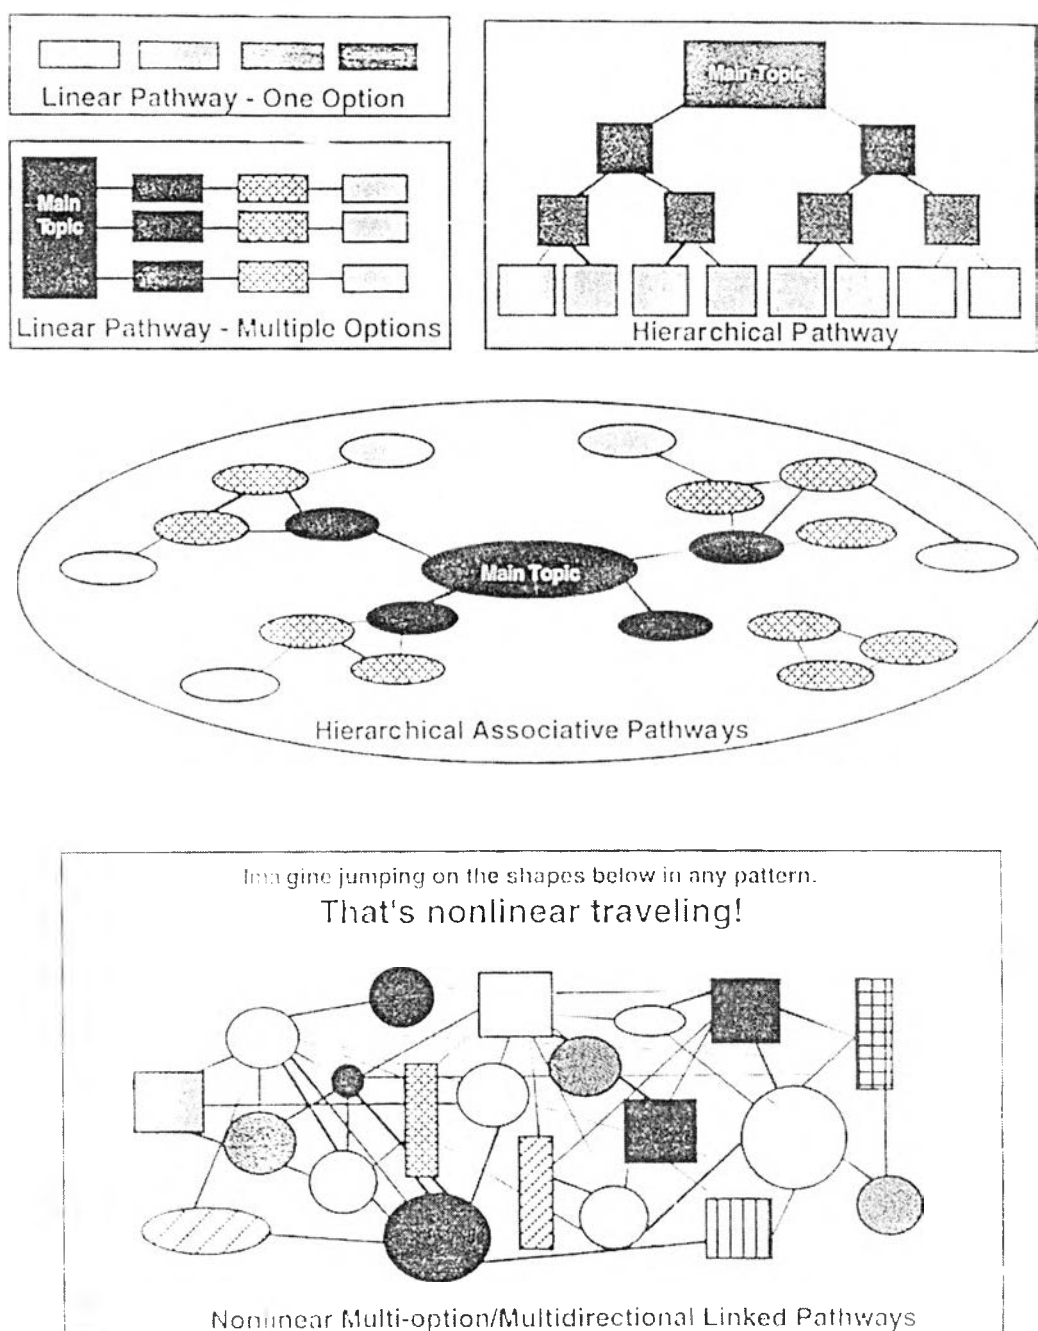 Linear Pathway - One Option
Main
Topic
Linear Pathway - Multiple Options
Main Topic
Hierarchical Pathway
Main Topic
Hierarchical Associative Pathways
Imagine jumping on the shapes below in any pattern.
That's nonlinear traveling!
Nonlinear Multi-option/Multidirectional Linked Pathways